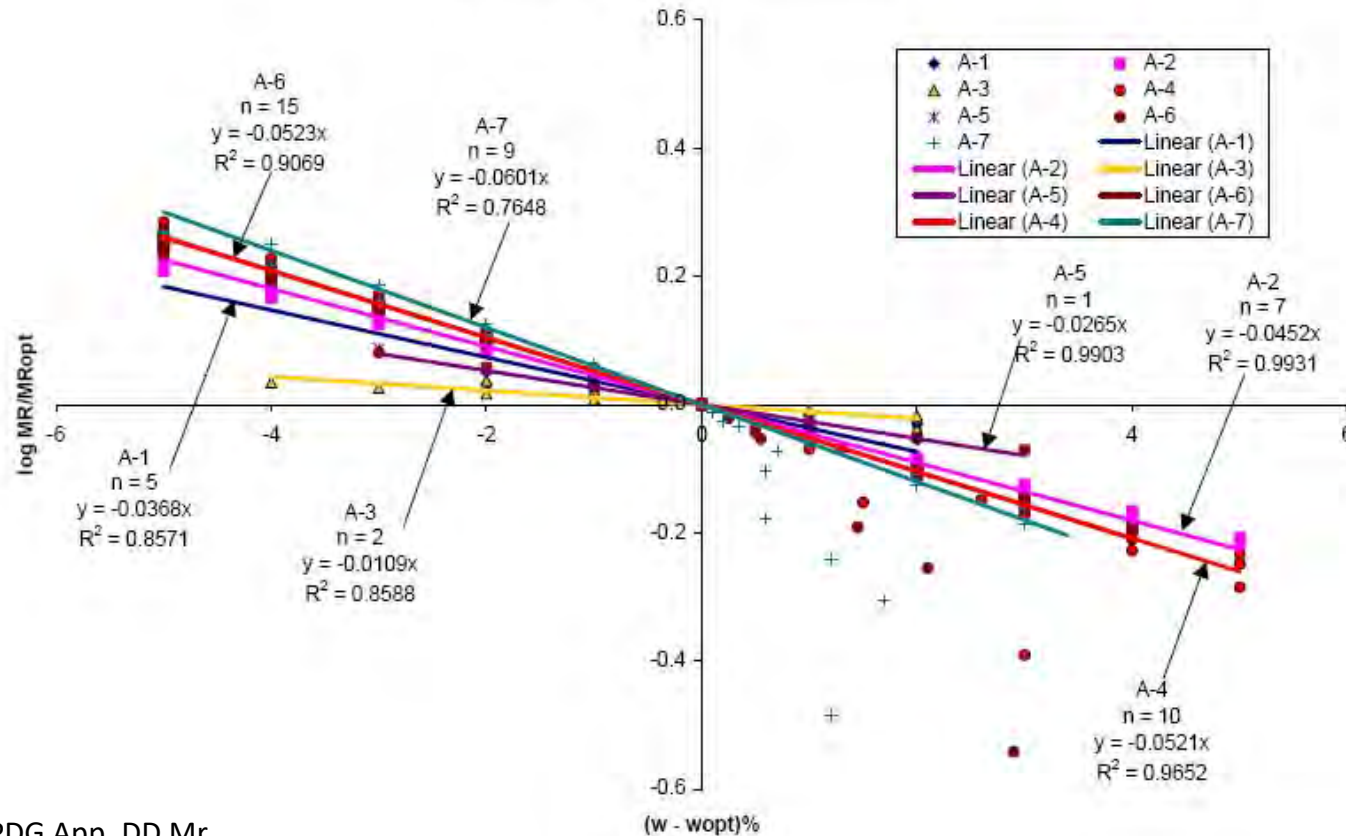 0.6
A-1 A-2
A-3 A-4
A-5 A-6
A-7 Linear (A-1)
Linear (A-2) Linear (A-3)
Linear (A-5) Linear (A-6)
Linear (A-4) Linear (A-7)
A-6
n = 15
y = -0.0523x
R² = 0.9069
A-7
n = 9
y = -0.0601x
R² = 0.7648
0.4
0.2
A-5
n = 1
y = -0.0265x
R² = 0.9903
A-2
n = 7
y = -0.0452x
R² = 0.9931
log MR/MRopt
0.0
-6 -4 -2 0 2 4 6
A-1
n = 5
y = -0.0368x
R² = 0.8571
A-3
n = 2
y = -0.0109x
R² = 0.8588
-0.2
-0.4
A-4
n = 10
y = -0.0521x
R² = 0.9652
-0.6
(w - wopt)%
PDG App. DD Mr